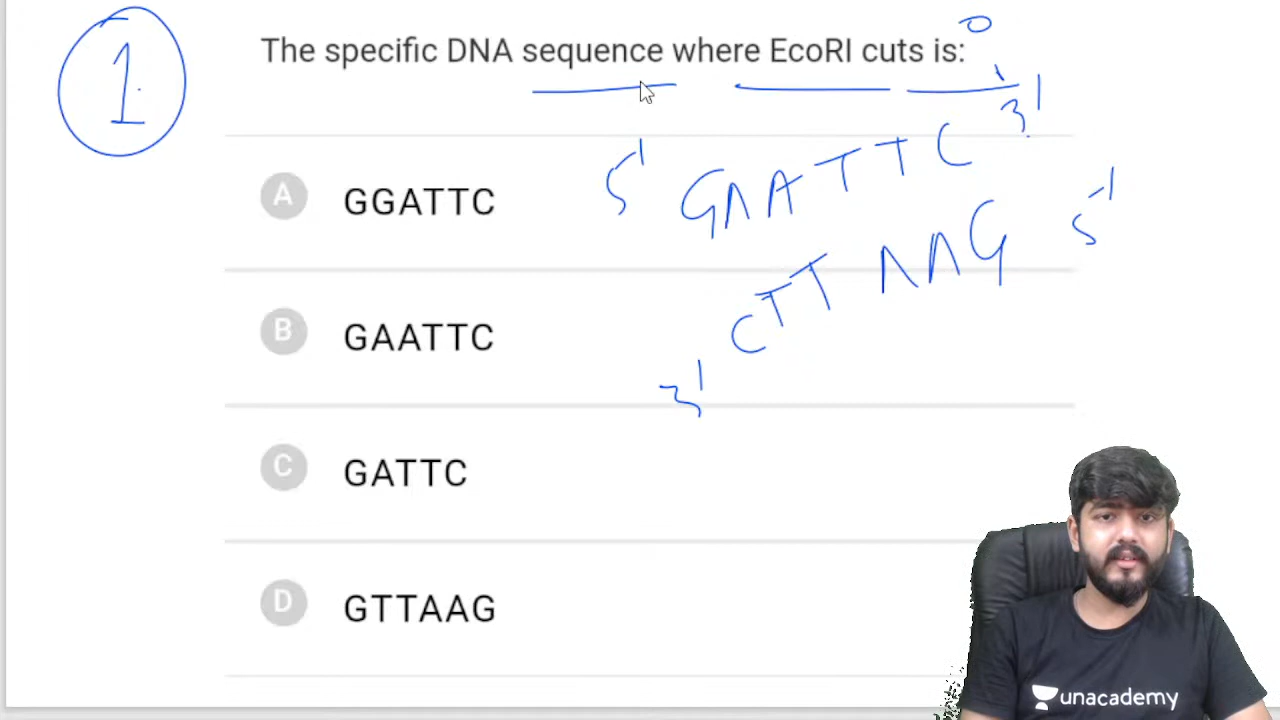 1
The specific DNA sequence where EcoRI cuts is:
A GGATTC
5' GAATTC 3'
CTTAAG 5'
3'
B GAATTC
C GATTC
D GTTAAG
unacademy